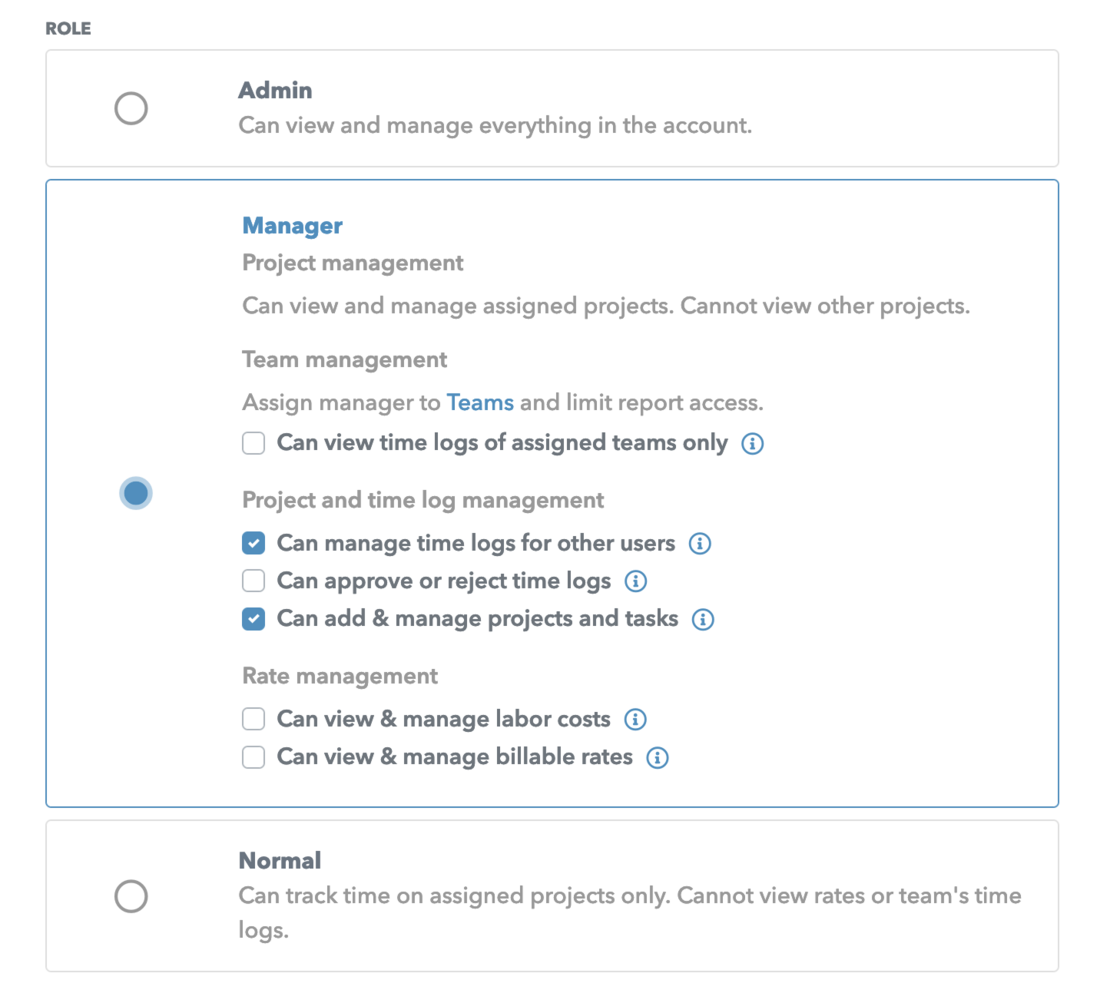 ROLE
Admin
Can view and manage everything in the account.
Manager
Project management
Can view and manage assigned projects. Cannot view other projects.
Team management
Assign manager to Teams and limit report access.
Can view time logs of assigned teams only
Project and time log management
Can manage time logs for other users
Can approve or reject time logs
Can add & manage projects and tasks
Rate management
Can view & manage labor costs
Can view & manage billable rates
Normal
Can track time on assigned projects only. Cannot view rates or team's time
logs.